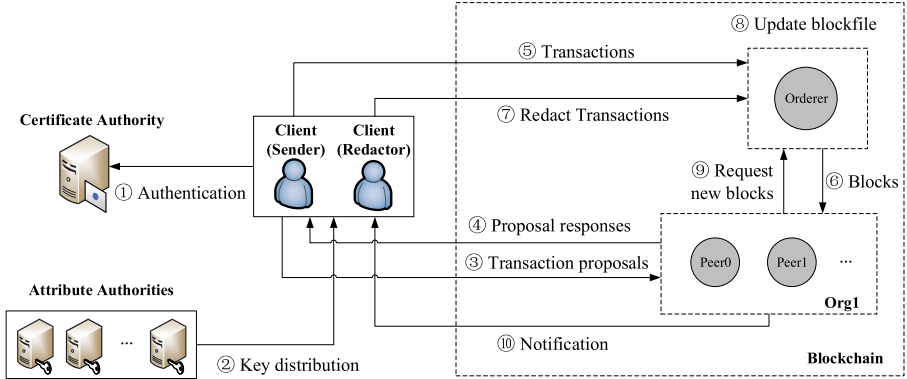 ⑧ Update blockfile
⑤ Transactions
Orderer
⑦ Redact Transactions
Certificate Authority
Client
(Sender)
Client
(Redactor)
① Authentication
⑨ Request
new blocks
⑥ Blocks
④ Proposal responses
③ Transaction proposals
Peer0
Peer1
...
Org1
Attribute Authorities
...
② Key distribution
⑩ Notification
Blockchain